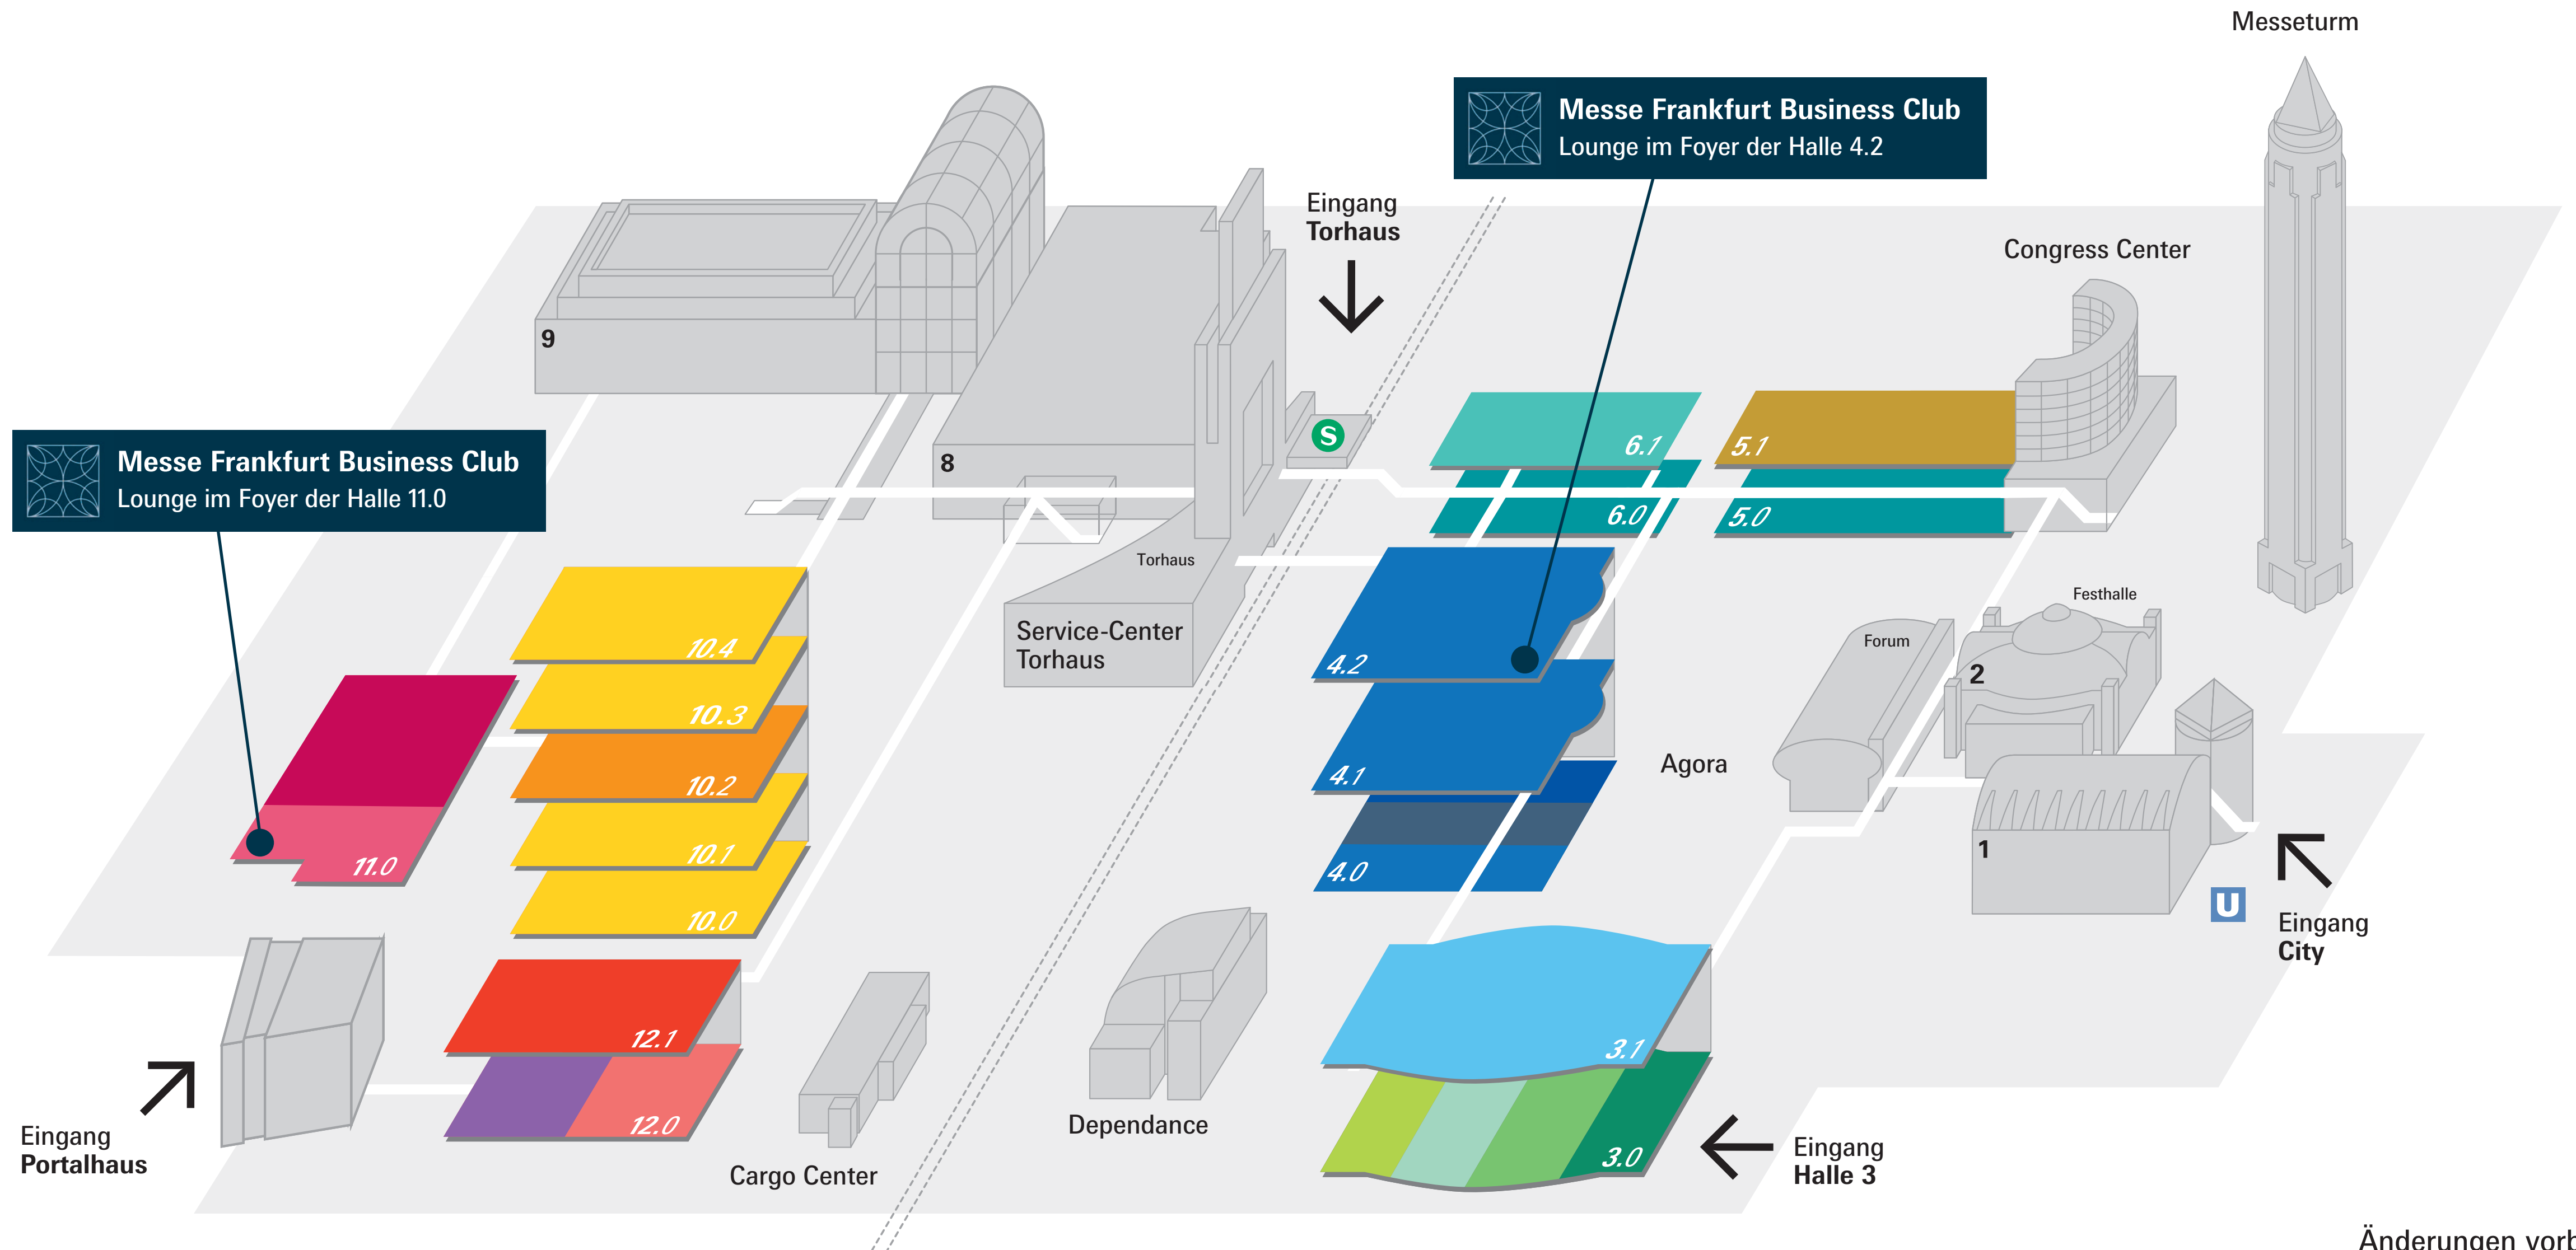 Messeturm
Messe Frankfurt Business Club
Lounge im Foyer der Halle 4.2
Eingang
Torhaus
Congress Center
9
S
6.1
5.1
8
Messe Frankfurt Business Club
Lounge im Foyer der Halle 11.0
6.0
5.0
Torhaus
Festhalle
Service-Center
Torhaus
Forum
10.4
4.2
2
10.3
Agora
4.1
10.2
1
10.1
11.0
4.0
U
10.0
Eingang
City
12.1
3.1
Dependance
12.0
Eingang
Portalhaus
3.0
Eingang
Halle 3
Cargo Center
Änderungen